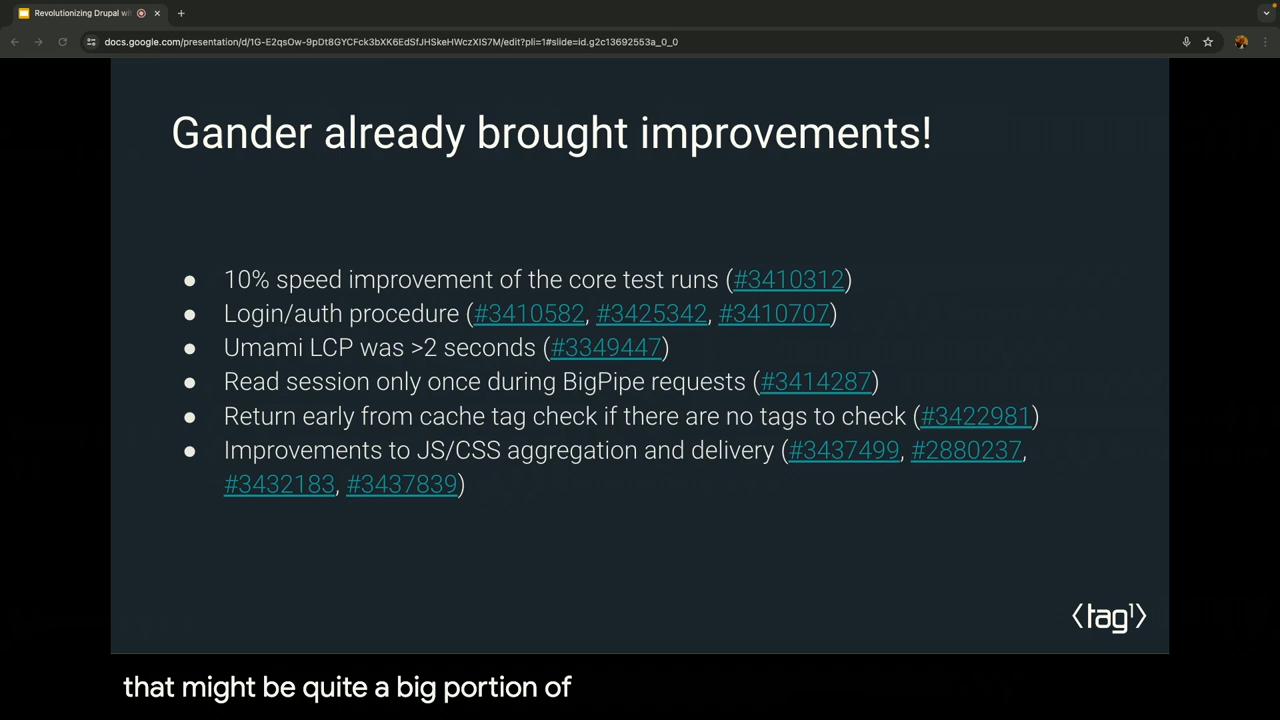 Revolutionizing Drupal wi
docs.google.com/presentation/d/1G-E2qsOw-9pDt8GYCFck3bXK6EdSfJHSkeHWczXIS7M/edit?pli=1#slide=id.g2c13692553a_0_0
Gander already brought improvements!
● 10% speed improvement of the core test runs (#3410312)
● Login/auth procedure (#3410582, #3425342, #3410707)
● Umami LCP was >2 seconds (#3349447)
● Read session only once during BigPipe requests (#3414287)
● Return early from cache tag check if there are no tags to check (#3422981)
● Improvements to JS/CSS aggregation and delivery (#3437499, #2880237,
#3432183, #3437839)
⟨tag1⟩
that might be quite a big portion of